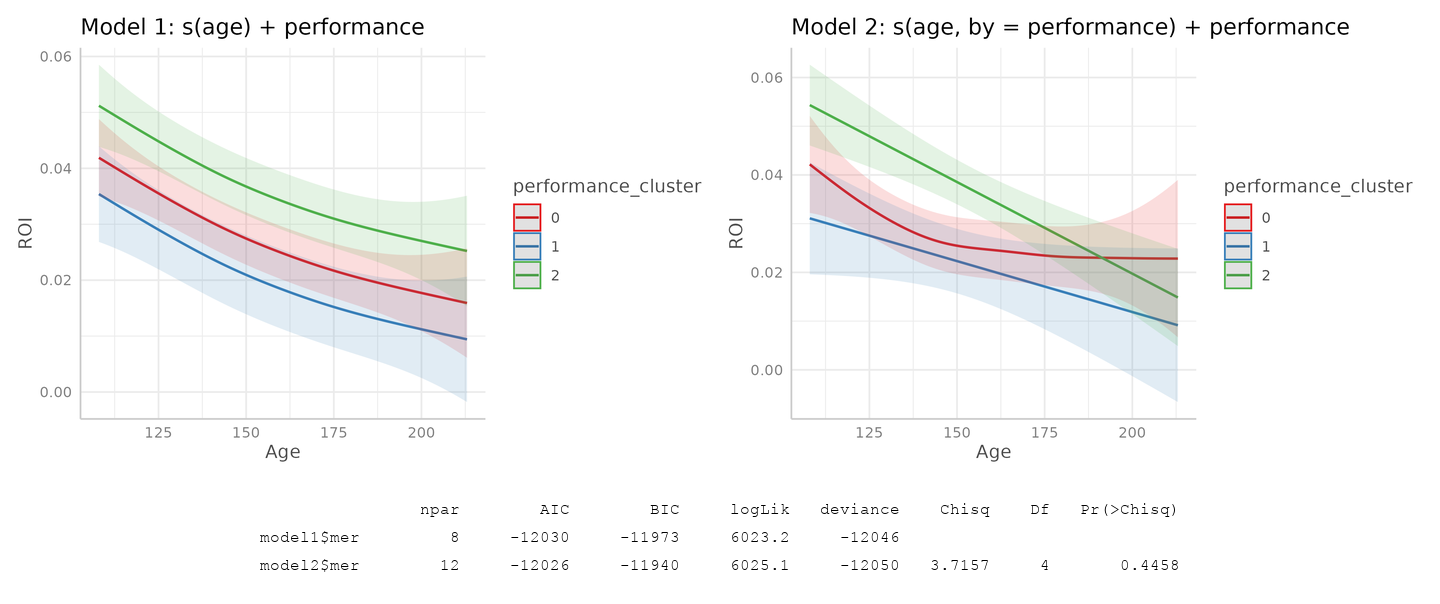 Model 1: s(age) + performance
0.06
0.04
0.02
0.00
ROI
125 150 175 200
Age
performance_cluster
0
1
2
Model 2: s(age, by = performance) + performance
0.06
0.04
0.02
0.00
ROI
125 150 175 200
Age
performance_cluster
0
1
2
npar AIC BIC logLik deviance Chisq Df Pr(>Chisq)
model1$mer 8 -12030 -11973 6023.2 -12046
model2$mer 12 -12026 -11940 6025.1 -12050 3.7157 4 0.4458